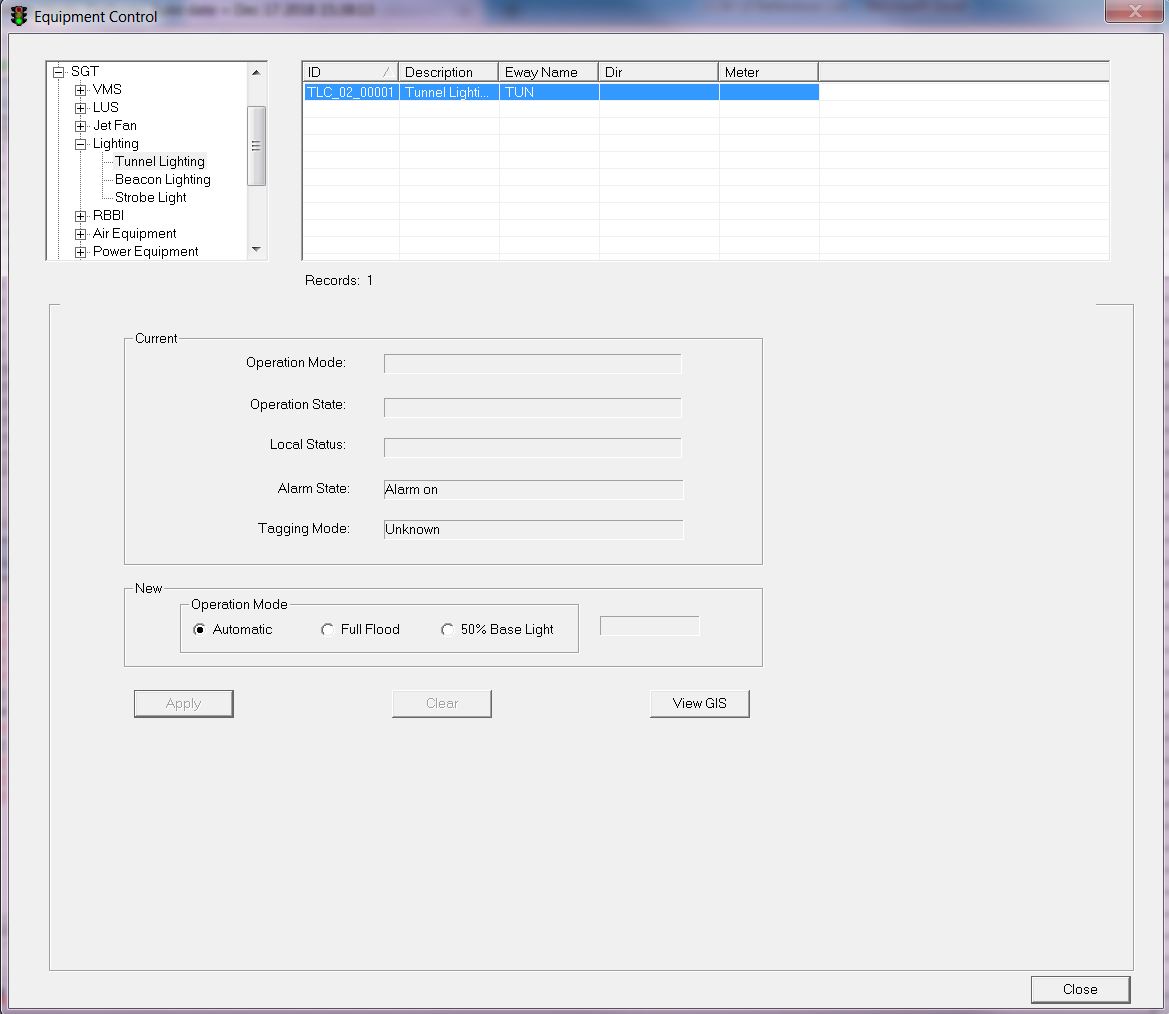 Equipment Control
SGT
VMS
LUS
Jet Fan
Lighting
Tunnel Lighting
Beacon Lighting
Strobe Light
RBBI
Air Equipment
Power Equipment
ID Description Eway Name Dir Meter
TLC_02_00001 Tunnel Lighti... TUN
Records: 1
Current
Operation Mode:
Operation State:
Local Status:
Alarm State: Alarm on
Tagging Mode: Unknown
New
Operation Mode
Automatic Full Flood 50% Base Light
Apply Clear View GIS
Close